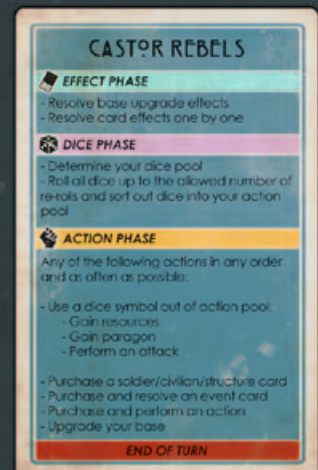 CASTOR REBELS
EFFECT PHASE
- Resolve base upgrade effects
- Resolve card effects one by one
DICE PHASE
- Determine your dice pool
- Roll all dice up to the allowed number of
re-rolls and sort out dice into your action
pool
ACTION PHASE
Any of the following actions in any order
and as often as possible:
- Use a dice symbol out of action pool:
- Gain resources
- Gain paragon
- Perform an attack
- Purchase a soldier/civilian/structure card
- Purchase and resolve an event card
- Purchase and perform an action
- Upgrade your base
END OF TURN